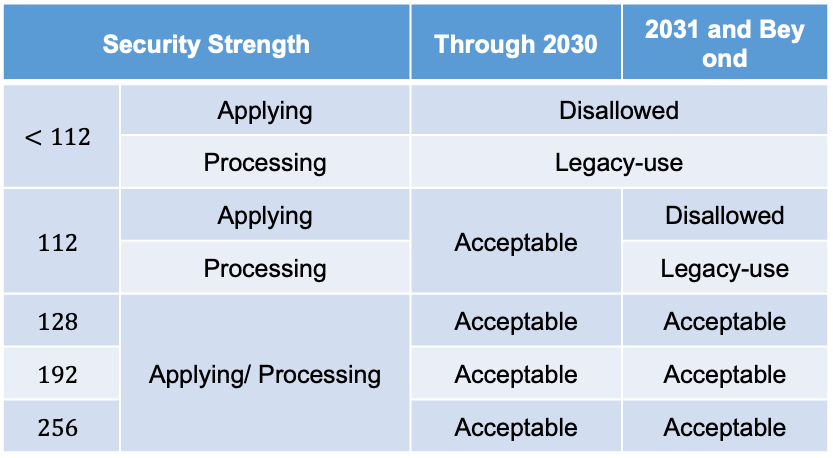 Security Strength
Through 2030
2031 and Bey
ond
< 112
Applying
Disallowed
Processing
Legacy-use
112
Applying
Acceptable
Disallowed
Processing
Legacy-use
128
Applying/ Processing
Acceptable
Acceptable
192
Acceptable
Acceptable
256
Acceptable
Acceptable